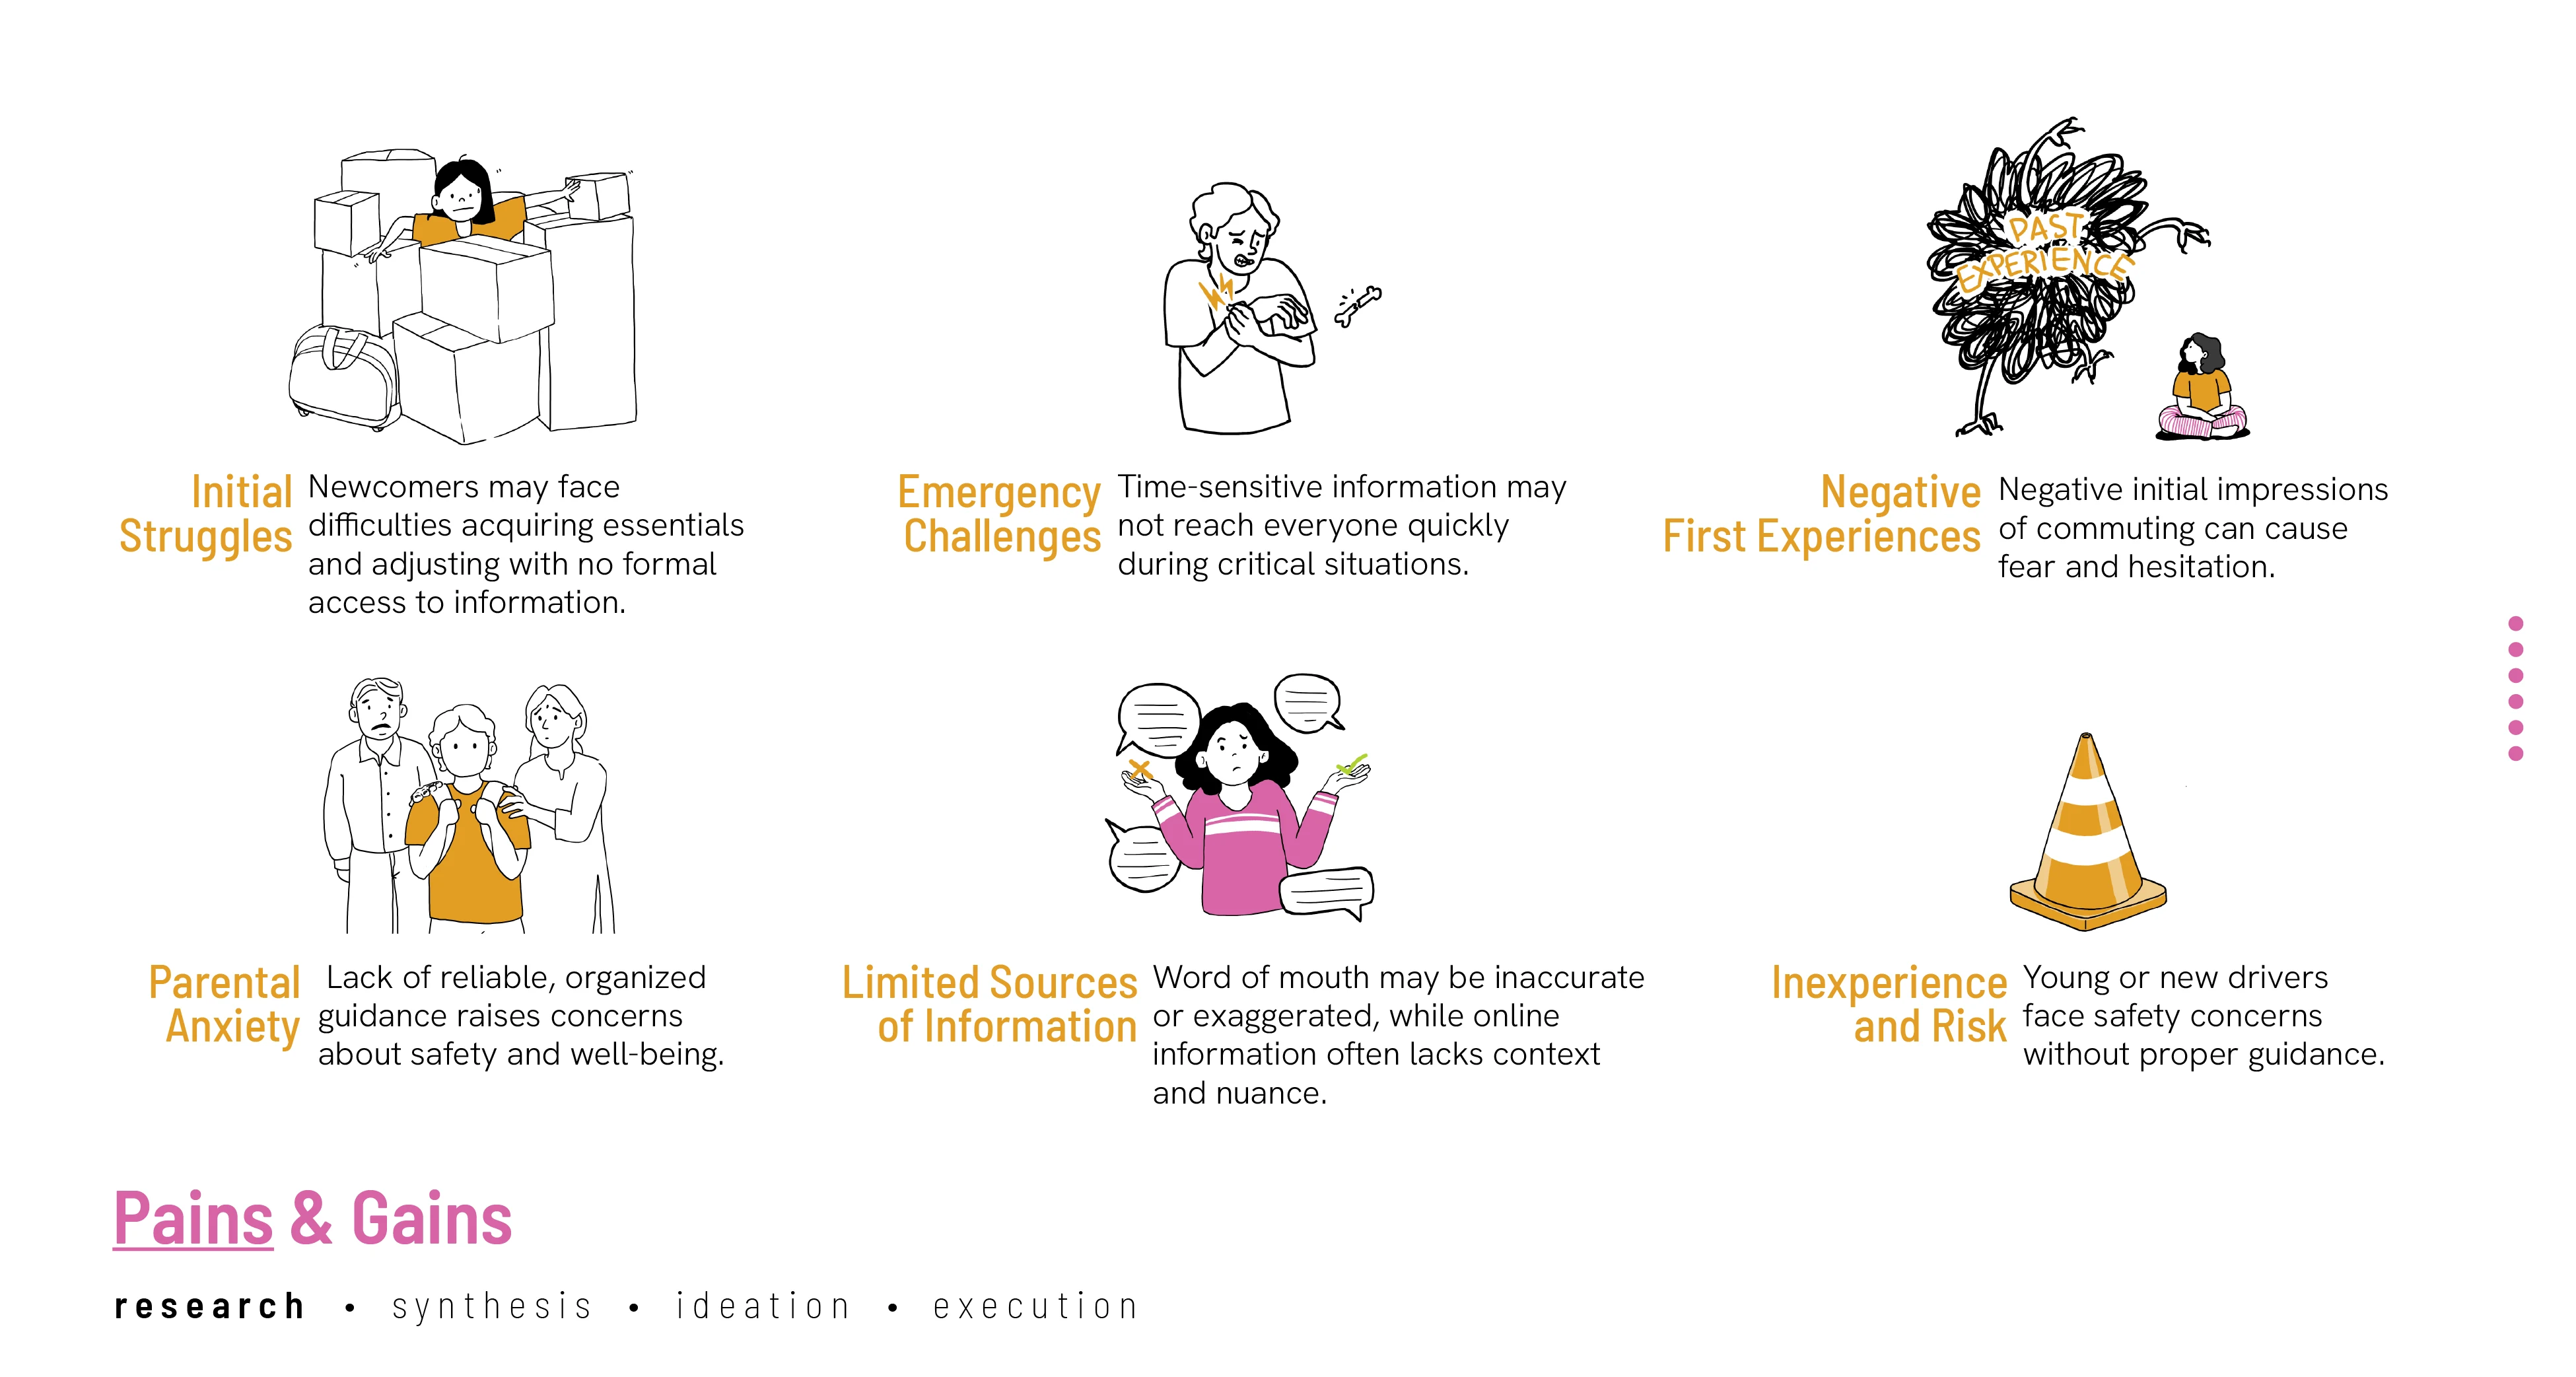 PAST
EXPERIENCE
Initial
Struggles
Newcomers may face
difficulties acquiring essentials
and adjusting with no formal
access to information.
Emergency
Challenges
Time-sensitive information may
not reach everyone quickly
during critical situations.
Negative
First Experiences
Negative initial impressions
of commuting can cause
fear and hesitation.
Parental
Anxiety
Lack of reliable, organized
guidance raises concerns
about safety and well-being.
Limited Sources
of Information
Word of mouth may be inaccurate
or exaggerated, while online
information often lacks context
and nuance.
Inexperience
and Risk
Young or new drivers
face safety concerns
without proper guidance.
Pains & Gains
research • synthesis • ideation • execution